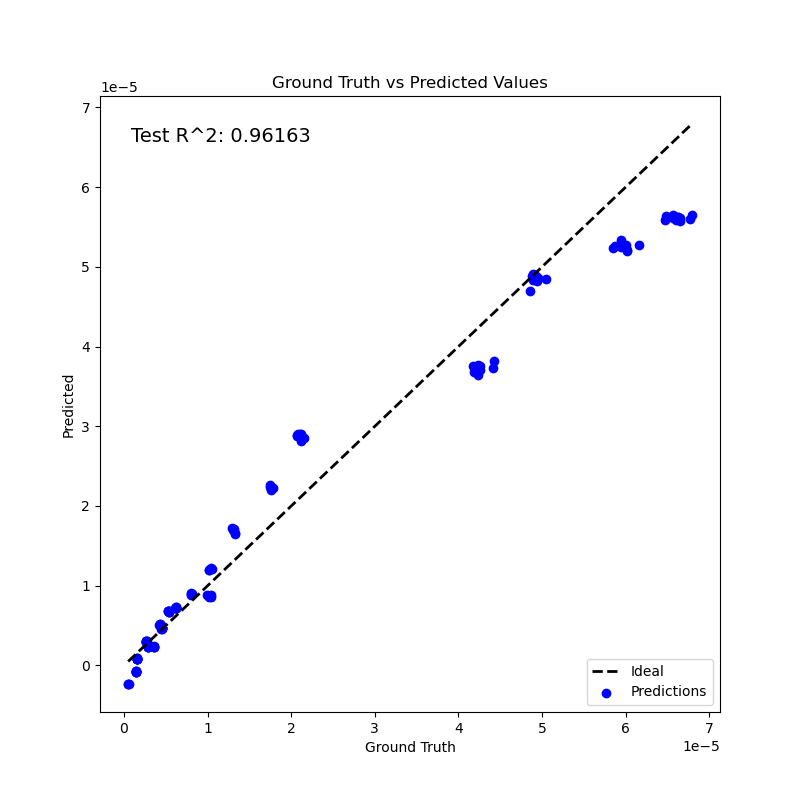 Ground Truth vs Predicted Values
1e−5
7
Test R^2: 0.96163
6
5
4
3
2
1
0
Predicted
Ideal
Predictions
0 1 2 3 4 5 6 7
Ground Truth
1e−5